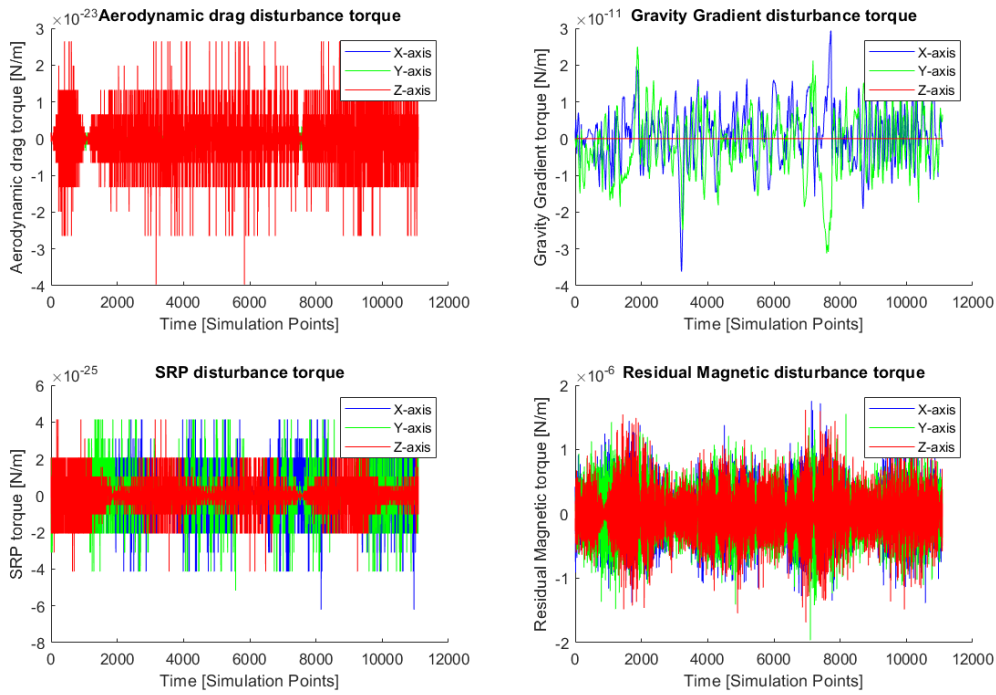 ×10^-23 Aerodynamic drag disturbance torque
Aerodynamic drag torque [N/m]
3
2
1
0
-1
-2
-3
-4
0 2000 4000 6000 8000 10000 12000
Time [Simulation Points]
X-axis
Y-axis
Z-axis
×10^-11 Gravity Gradient disturbance torque
Gravity Gradient torque [N/m]
3
2
1
0
-1
-2
-3
-4
0 2000 4000 6000 8000 10000 12000
Time [Simulation Points]
X-axis
Y-axis
Z-axis
×10^-25 SRP disturbance torque
SRP torque [N/m]
6
4
2
0
-2
-4
-6
-8
0 2000 4000 6000 8000 10000 12000
Time [Simulation Points]
X-axis
Y-axis
Z-axis
×10^-6 Residual Magnetic disturbance torque
Residual Magnetic torque [N/m]
2
1
0
-1
-2
0 2000 4000 6000 8000 10000 12000
Time [Simulation Points]
X-axis
Y-axis
Z-axis